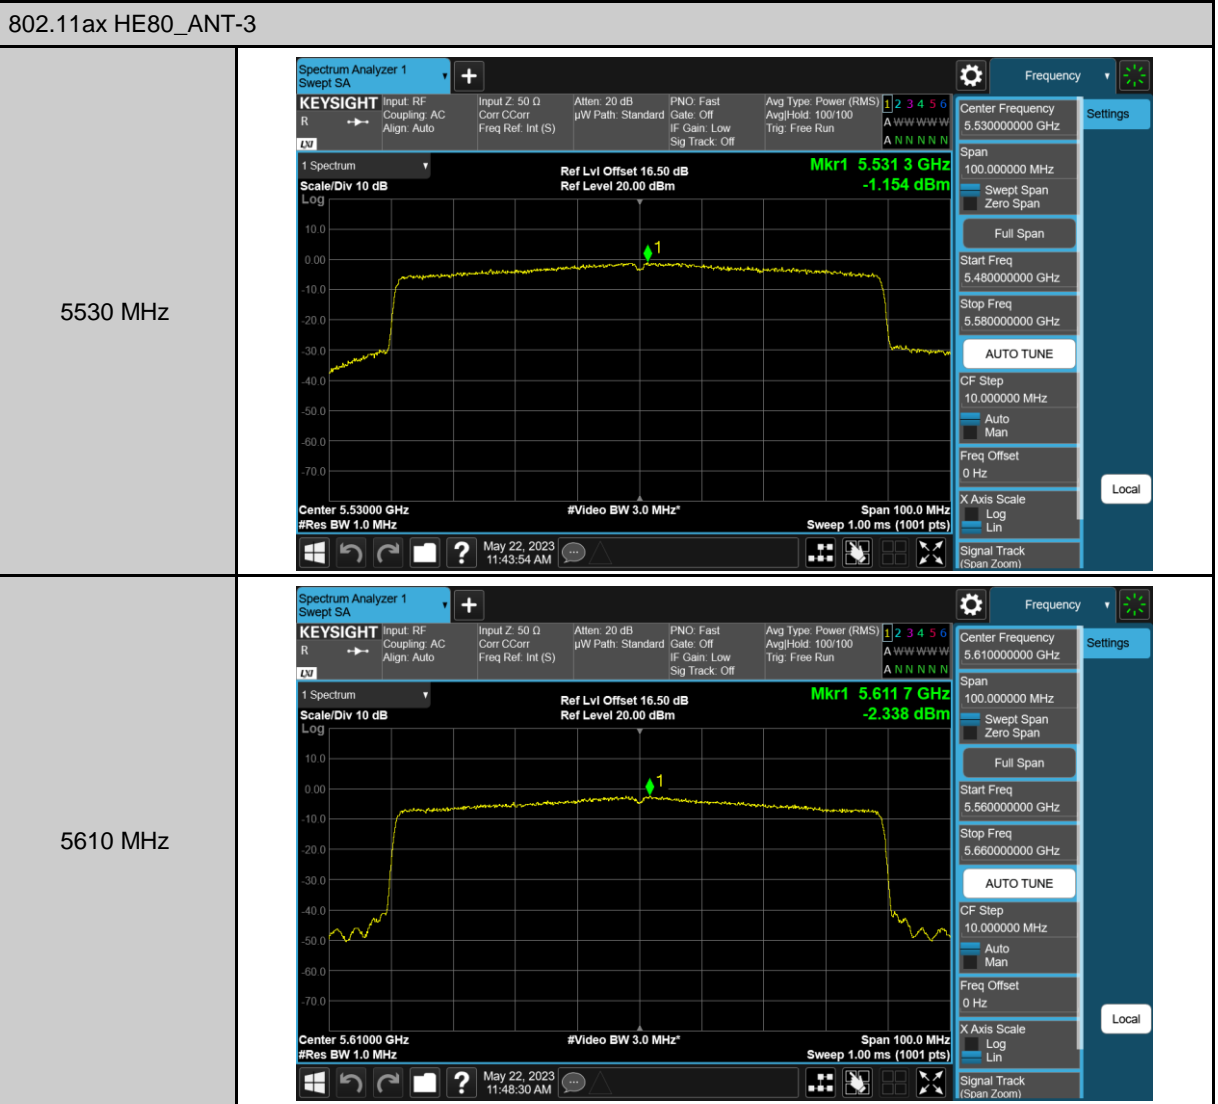 802.11ax HE80_ANT-3
5530 MHz
Spectrum Analyzer 1
Swept SA
Frequency
KEYSIGHT
R
LXI
Input: RF
Coupling: AC
Align: Auto
Input Z: 50 Ω
Corr CCorr
Freq Ref: Int (S)
Atten: 20 dB
µW Path: Standard
PNO: Fast
Gate: Off
IF Gain: Low
Sig Track: Off
Avg Type: Power (RMS)
Avg|Hold: 100/100
Trig: Free Run
1 2 3 4 5 6
A W W W W W
A N N N N N
1 Spectrum
Scale/Div 10 dB
Log
Ref Lvl Offset 16.50 dB
Ref Level 20.00 dBm
Mkr1 5.531 3 GHz
-1.154 dBm
1
10.0
0.00
-10.0
-20.0
-30.0
-40.0
-50.0
-60.0
-70.0
Center 5.53000 GHz
#Res BW 1.0 MHz
#Video BW 3.0 MHz*
Span 100.0 MHz
Sweep 1.00 ms (1001 pts)
?
May 22, 2023
11:43:54 AM
Center Frequency
5.530000000 GHz
Span
100.000000 MHz
Swept Span
Zero Span
Full Span
Start Freq
5.480000000 GHz
Stop Freq
5.580000000 GHz
AUTO TUNE
CF Step
10.000000 MHz
Auto
Man
Freq Offset
0 Hz
X Axis Scale
Log
Lin
Signal Track
(Span Zoom)
Settings
Local
5610 MHz
Spectrum Analyzer 1
Swept SA
Frequency
KEYSIGHT
R
LXI
Input: RF
Coupling: AC
Align: Auto
Input Z: 50 Ω
Corr CCorr
Freq Ref: Int (S)
Atten: 20 dB
µW Path: Standard
PNO: Fast
Gate: Off
IF Gain: Low
Sig Track: Off
Avg Type: Power (RMS)
Avg|Hold: 100/100
Trig: Free Run
1 2 3 4 5 6
A W W W W W
A N N N N N
1 Spectrum
Scale/Div 10 dB
Log
Ref Lvl Offset 16.50 dB
Ref Level 20.00 dBm
Mkr1 5.611 7 GHz
-2.338 dBm
1
10.0
0.00
-10.0
-20.0
-30.0
-40.0
-50.0
-60.0
-70.0
Center 5.61000 GHz
#Res BW 1.0 MHz
#Video BW 3.0 MHz*
Span 100.0 MHz
Sweep 1.00 ms (1001 pts)
?
May 22, 2023
11:48:30 AM
Center Frequency
5.610000000 GHz
Span
100.000000 MHz
Swept Span
Zero Span
Full Span
Start Freq
5.560000000 GHz
Stop Freq
5.660000000 GHz
AUTO TUNE
CF Step
10.000000 MHz
Auto
Man
Freq Offset
0 Hz
X Axis Scale
Log
Lin
Signal Track
(Span Zoom)
Settings
Local